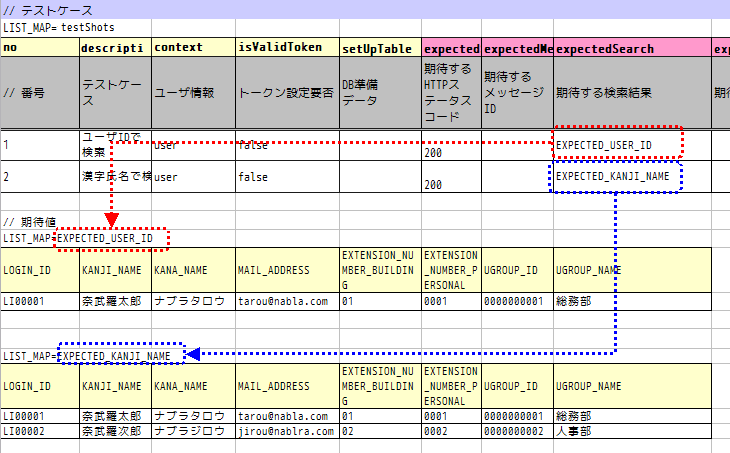 // テストケース
LIST_MAP= testShots
no descripti context isValidToken setUpTable expected expectedMe expectedSearch exp
// 番号 テストケース ユーザ情報 トークン設定要否 DB準備データ 期待するHTTPステータスコード 期待するメッセージID 期待する検索結果 期待
1 ユーザIDで検索 user false 200 EXPECTED_USER_ID
2 漢字氏名で検 user false 200 EXPECTED_KANJI_NAME
// 期待値
LIST_MAP=EXPECTED_USER_ID
LOGIN_ID KANJI_NAME KANA_NAME MAIL_ADDRESS EXTENSION_NUMBER_BUILDING EXTENSION_NUMBER_PERSONAL UGROUP_ID UGROUP_NAME
LI00001 奈武羅太郎 ナブラタロウ tarou@nabla.com 01 0001 0000000001 総務部
LIST_MAP=EXPECTED_KANJI_NAME
LOGIN_ID KANJI_NAME KANA_NAME MAIL_ADDRESS EXTENSION_NUMBER_BUILDING EXTENSION_NUMBER_PERSONAL UGROUP_ID UGROUP_NAME
LI00001 奈武羅太郎 ナブラタロウ tarou@nabla.com 01 0001 0000000001 総務部
LI00002 奈武羅次郎 ナブラジロウ jirou@nablra.com 02 0002 0000000002 人事部